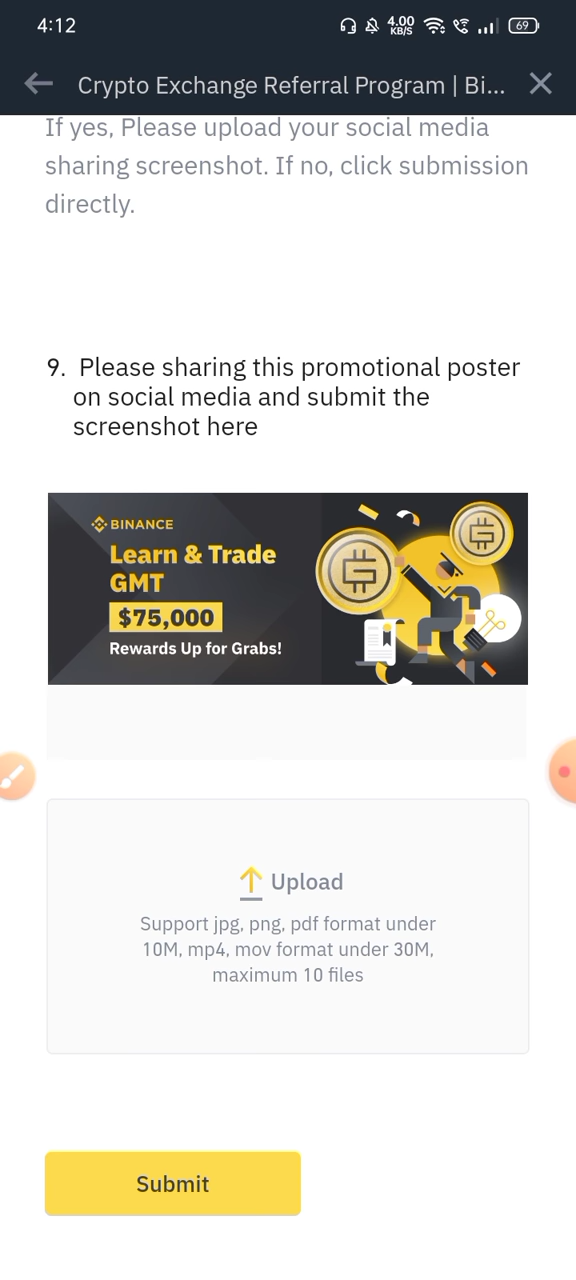 4:12
4.00
KB/S
69
Crypto Exchange Referral Program | Bi...
If yes, Please upload your social media
sharing screenshot. If no, click submission
directly.
9. Please sharing this promotional poster
on social media and submit the
screenshot here
BINANCE
Learn & Trade
GMT
$75,000
Rewards Up for Grabs!
Upload
Support jpg, png, pdf format under
10M, mp4, mov format under 30M,
maximum 10 files
Submit